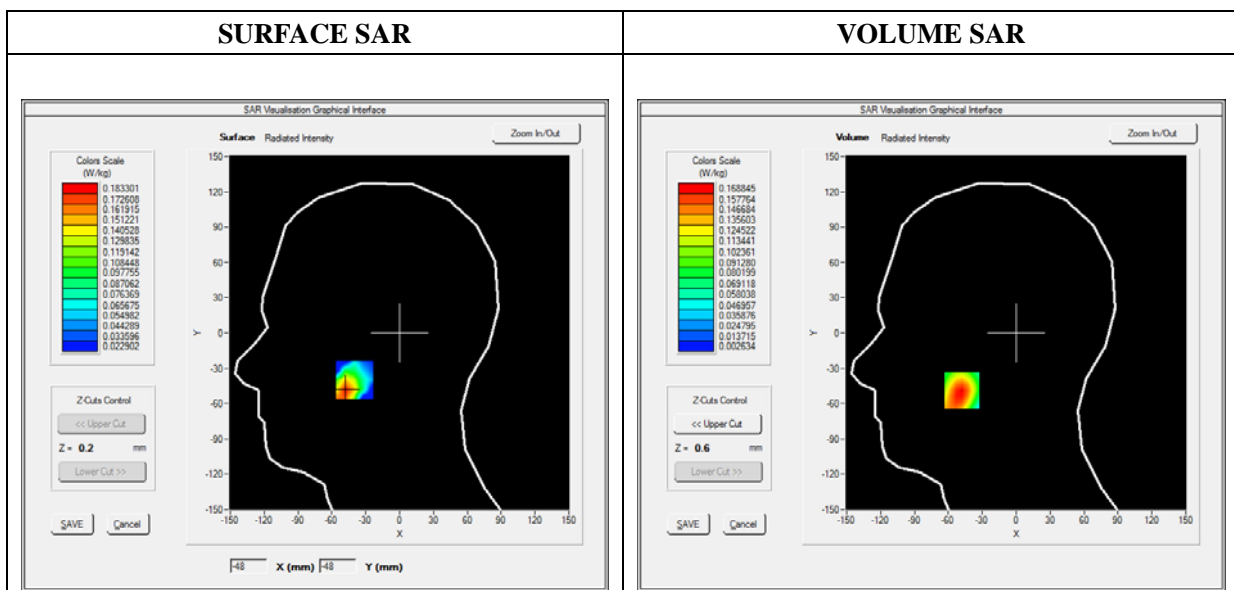 SURFACE SAR
VOLUME SAR
SAR Visualisation Graphical Interface
Surface Radiated Intensity
Zoom In/Out
Colors Scale
(W/kg)
0.183301
0.172608
0.161915
0.151221
0.140528
0.129835
0.119142
0.108448
0.097755
0.087062
0.076369
0.065675
0.054982
0.044289
0.033596
0.022902
Z-Cuts Control
<< Upper Cut
Z = 0.2 mm
Lower Cut >>
SAVE Cancel
150
120
90
60
30
0
-30
-60
-90
-120
-150
Y
-150 -120 -90 -60 -30 0 30 60 90 120 150
X
-48 X (mm) -48 Y (mm)
SAR Visualisation Graphical Interface
Volume Radiated Intensity
Zoom In/Out
Colors Scale
(W/kg)
0.168845
0.157764
0.146684
0.135603
0.124522
0.113441
0.102361
0.091280
0.080199
0.069118
0.058038
0.046957
0.035876
0.024795
0.013715
0.002634
Z-Cuts Control
<< Upper Cut
Z = 0.6 mm
Lower Cut >>
SAVE Cancel
150
120
90
60
30
0
-30
-60
-90
-120
-150
Y
-150 -120 -90 -60 -30 0 30 60 90 120 150
X